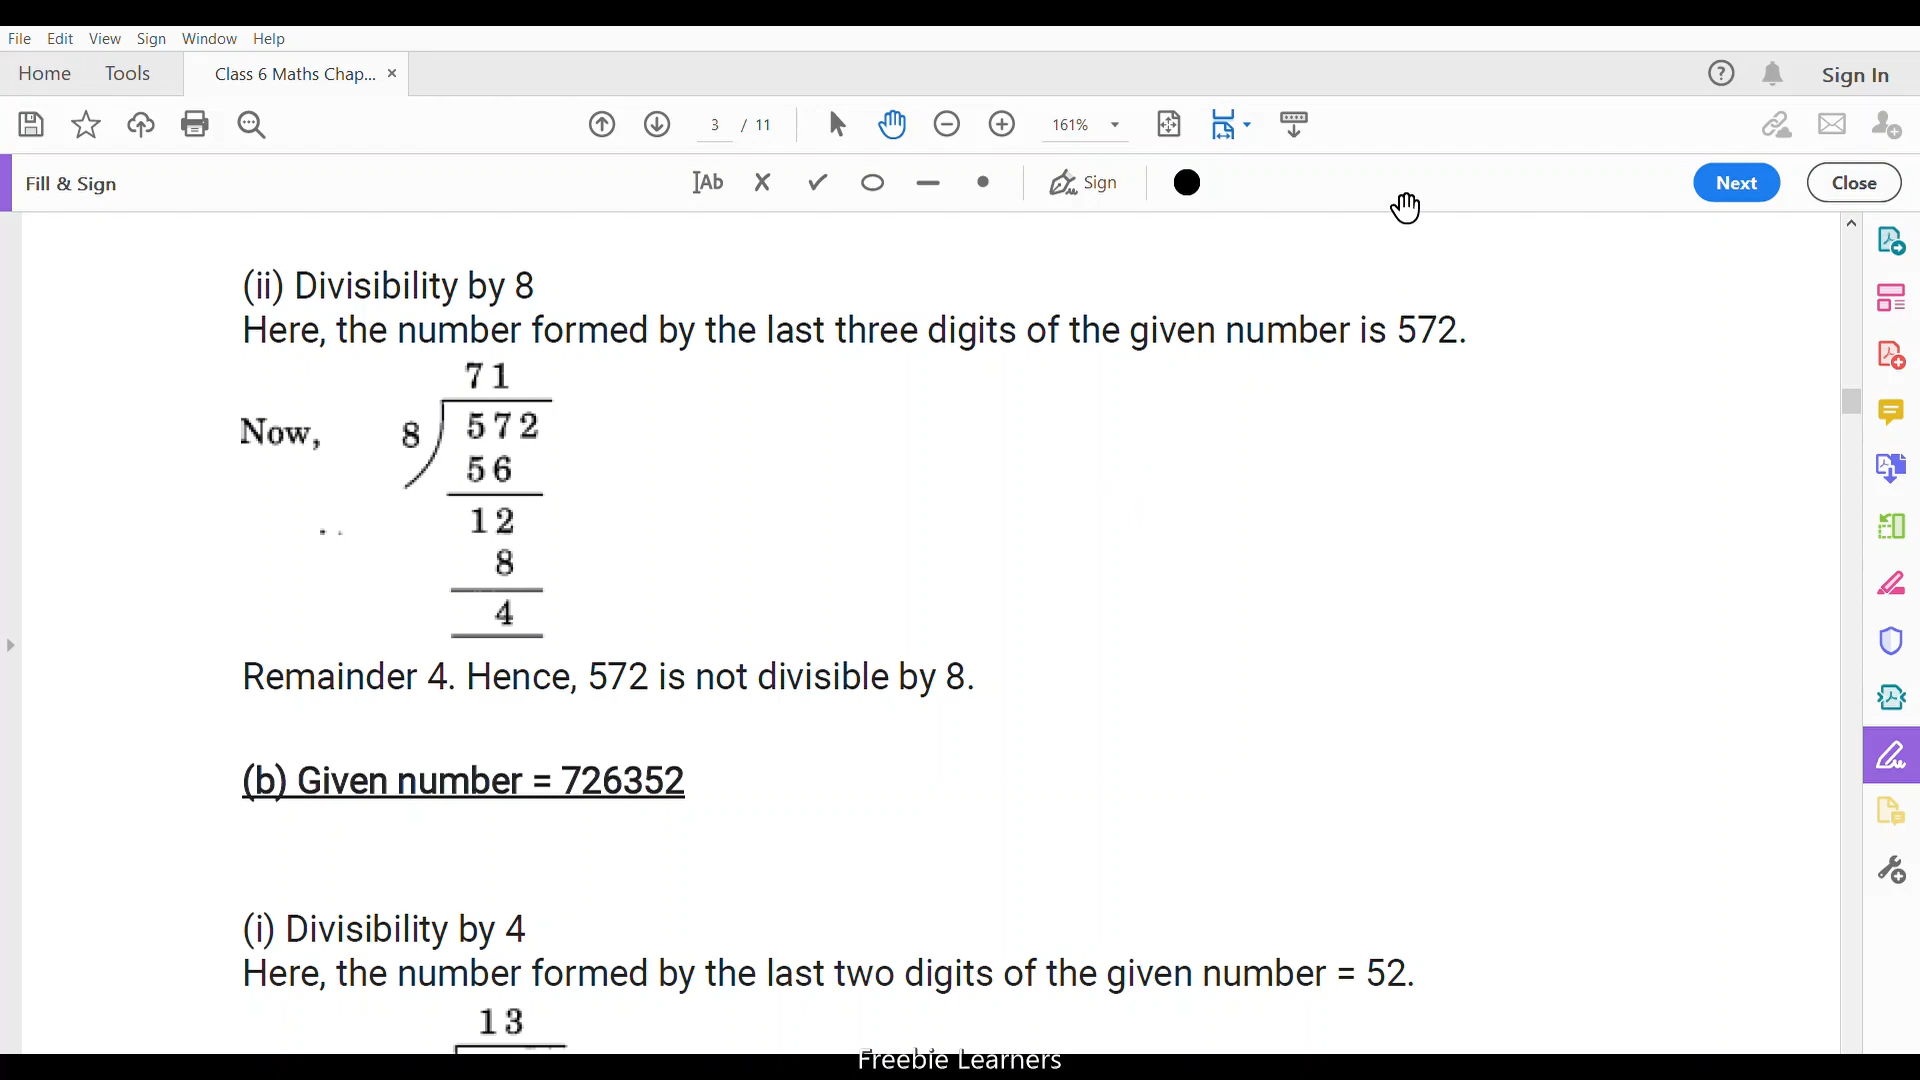 File Edit View Sign Window Help
Home Tools Class 6 Maths Chap... × ? Sign In
3 / 11 161%
Fill & Sign Ab Sign Next Close
(ii) Divisibility by 8
Here, the number formed by the last three digits of the given number is 572.
71
Now, 8 572
56
12
8
4
Remainder 4. Hence, 572 is not divisible by 8.
(b) Given number = 726352
(i) Divisibility by 4
Here, the number formed by the last two digits of the given number = 52.
13
Freebie Learners